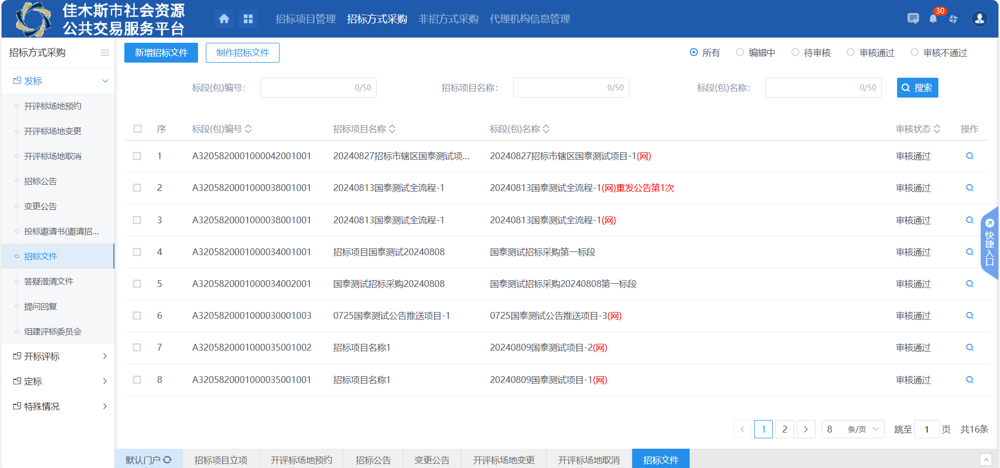 佳木斯市社会资源
公共交易服务平台
招标项目管理 招标方式采购 非招方式采购 代理机构信息管理
30
招标方式采购
发标
开评标场地预约
开评标场地变更
开评标场地取消
招标公告
变更公告
投标邀请书(邀请招...
招标文件
答疑澄清文件
提问回复
组建评标委员会
开标评标
定标
特殊情况
新增招标文件 制作招标文件
所有 编辑中 待审核 审核通过 审核不通过
标段(包)编号: 0/50 招标项目名称: 0/50 标段(包)名称: 0/50 搜索
序 标段(包)编号 招标项目名称 标段(包)名称 审核状态 操作
1 A3205820001000042001001 20240827招标市辖区国泰测试项... 20240827招标市辖区国泰测试项目-1(网) 审核通过
2 A3205820001000038001001 20240813国泰测试全流程-1 20240813国泰测试全流程-1(网)重发公告第1次 审核通过
3 A3205820001000038001001 20240813国泰测试全流程-1 20240813国泰测试全流程-1(网) 审核通过
4 A3205820001000034001001 招标项目国泰测试20240808 国泰测试招标采购第一标段 审核通过
5 A3205820001000034002001 国泰测试招标采购20240808 国泰测试招标采购20240808第一标段 审核通过
6 A3205820001000030001003 0725国泰测试公告推送项目-1 0725国泰测试公告推送项目-3(网) 审核通过
7 A3205820001000035001002 招标项目名称1 20240809国泰测试项目-2(网) 审核通过
8 A3205820001000035001001 招标项目名称1 20240809国泰测试项目-1(网) 审核通过
快捷入口
1 2 8 条/页 跳至 1 页 共16条
默认门户 招标项目立项 开评标场地预约 招标公告 变更公告 开评标场地变更 开评标场地取消 招标文件